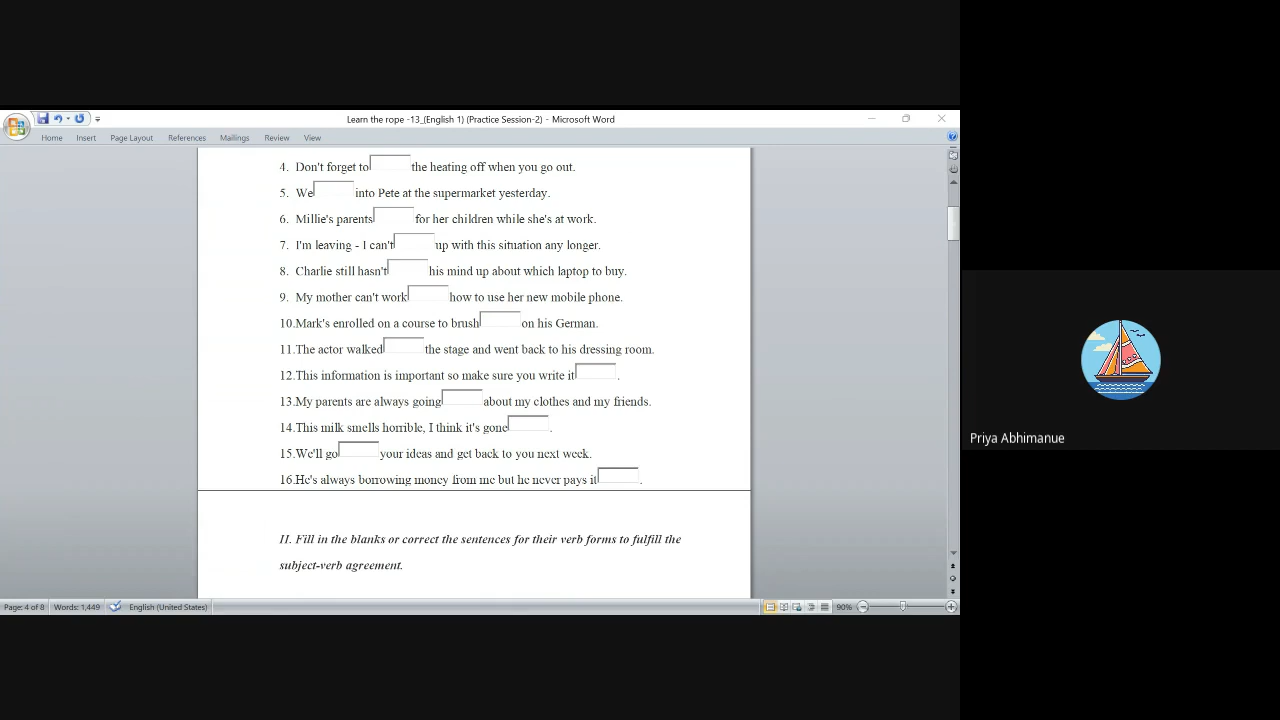 Learn the rope -13_(English 1) (Practice Session-2) - Microsoft Word
Home Insert Page Layout References Mailings Review View
4. Don't forget to the heating off when you go out.
5. We into Pete at the supermarket yesterday.
6. Millie's parents for her children while she's at work.
7. I'm leaving - I can't up with this situation any longer.
8. Charlie still hasn't his mind up about which laptop to buy.
9. My mother can't work how to use her new mobile phone.
10.Mark's enrolled on a course to brush on his German.
11.The actor walked the stage and went back to his dressing room.
12.This information is important so make sure you write it .
13.My parents are always going about my clothes and my friends.
14.This milk smells horrible, I think it's gone .
15.We'll go your ideas and get back to you next week.
16.He's always borrowing money from me but he never pays it .
II. Fill in the blanks or correct the sentences for their verb forms to fulfill the
subject-verb agreement.
Page: 4 of 8 Words: 1,449 English (United States) 90%
Priya Abhimanue